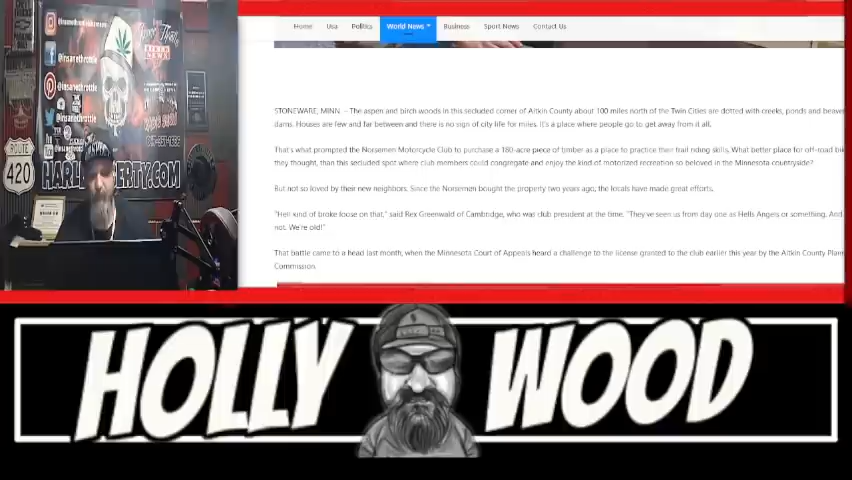 Home Usa Politics World News Business Sport News Contact Us
@insanethrottle
@insanethrottle
ROUTE
420
STONEWARE, MINN. – The aspen and birch woods in this secluded corner of Aitkin County about 100 miles north of the Twin Cities are dotted with creeks, ponds and beaver
dams. Houses are few and far between and there is no sign of city life for miles. It's a place where people go to get away from it all.
That's what prompted the Norsemen Motorcycle Club to purchase a 180-acre piece of timber as a place to practice their trail riding skills. What better place for off-road
they thought, than this secluded spot where club members could congregate and enjoy the kind of motorized recreation so beloved in the Minnesota countryside?
But not so loved by their new neighbors. Since the Norsemen bought the property two years ago, the locals have made great efforts.
"Hell kind of broke loose on that," said Rex Greenwald of Cambridge, who was club president at the time. "They've seen us from day one as Hells Angels or something. And
not. We're old!"
That battle came to a head last month, when the Minnesota Court of Appeals heard a challenge to the license granted to the club earlier this year by the Aitkin County
Commission.
HOLLY WOOD